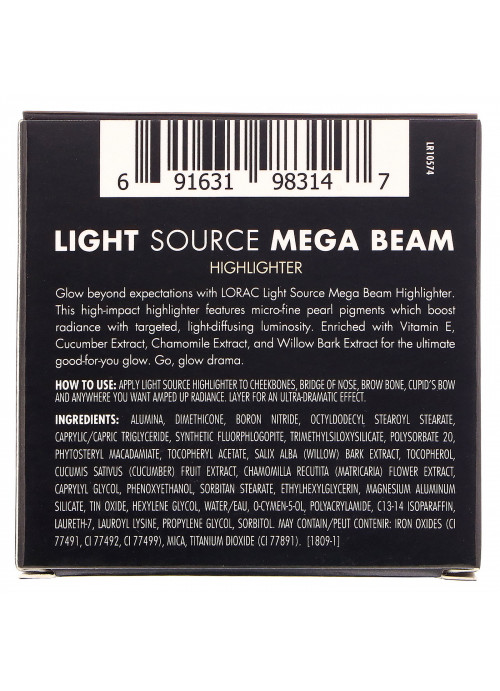 6 91631 98314 7
LR10574
LIGHT SOURCE MEGA BEAM
HIGHLIGHTER
Glow beyond expectations with LORAC Light Source Mega Beam Highlighter.
This high-impact highlighter features micro-fine pearl pigments which boost
radiance with targeted, light-diffusing luminosity. Enriched with Vitamin E,
Cucumber Extract, Chamomile Extract, and Willow Bark Extract for the ultimate
good-for-you glow. Go, glow drama.
HOW TO USE: APPLY LIGHT SOURCE HIGHLIGHTER TO CHEEKBONES, BRIDGE OF NOSE, BROW BONE, CUPID'S BOW
AND ANYWHERE YOU WANT AMPED UP RADIANCE. LAYER FOR AN ULTRA-DRAMATIC EFFECT.
INGREDIENTS: ALUMINA, DIMETHICONE, BORON NITRIDE, OCTYLDODECYL STEAROYL STEARATE,
CAPRYLIC/CAPRIC TRIGLYCERIDE, SYNTHETIC FLUORPHLOGOPITE, TRIMETHYLSILOXYSILICATE, POLYSORBATE 20,
PHYTOSTERYL MACADAMIATE, TOCOPHERYL ACETATE, SALIX ALBA (WILLOW) BARK EXTRACT, TOCOPHEROL,
CUCUMIS SATIVUS (CUCUMBER) FRUIT EXTRACT, CHAMOMILLA RECUTITA (MATRICARIA) FLOWER EXTRACT,
CAPRYLYL GLYCOL, PHENOXYETHANOL, SORBITAN STEARATE, ETHYLHEXYLGLYCERIN, MAGNESIUM ALUMINUM
SILICATE, TIN OXIDE, HEXYLENE GLYCOL, WATER/EAU, O-CYMEN-5-OL, POLYACRYLAMIDE, C13-14 ISOPARAFFIN,
LAURETH-7, LAUROYL LYSINE, PROPYLENE GLYCOL, SORBITOL. MAY CONTAIN/PEUT CONTENIR: IRON OXIDES (CI
77491, CI 77492, CI 77499), MICA, TITANIUM DIOXIDE (CI 77891). [1809-1]